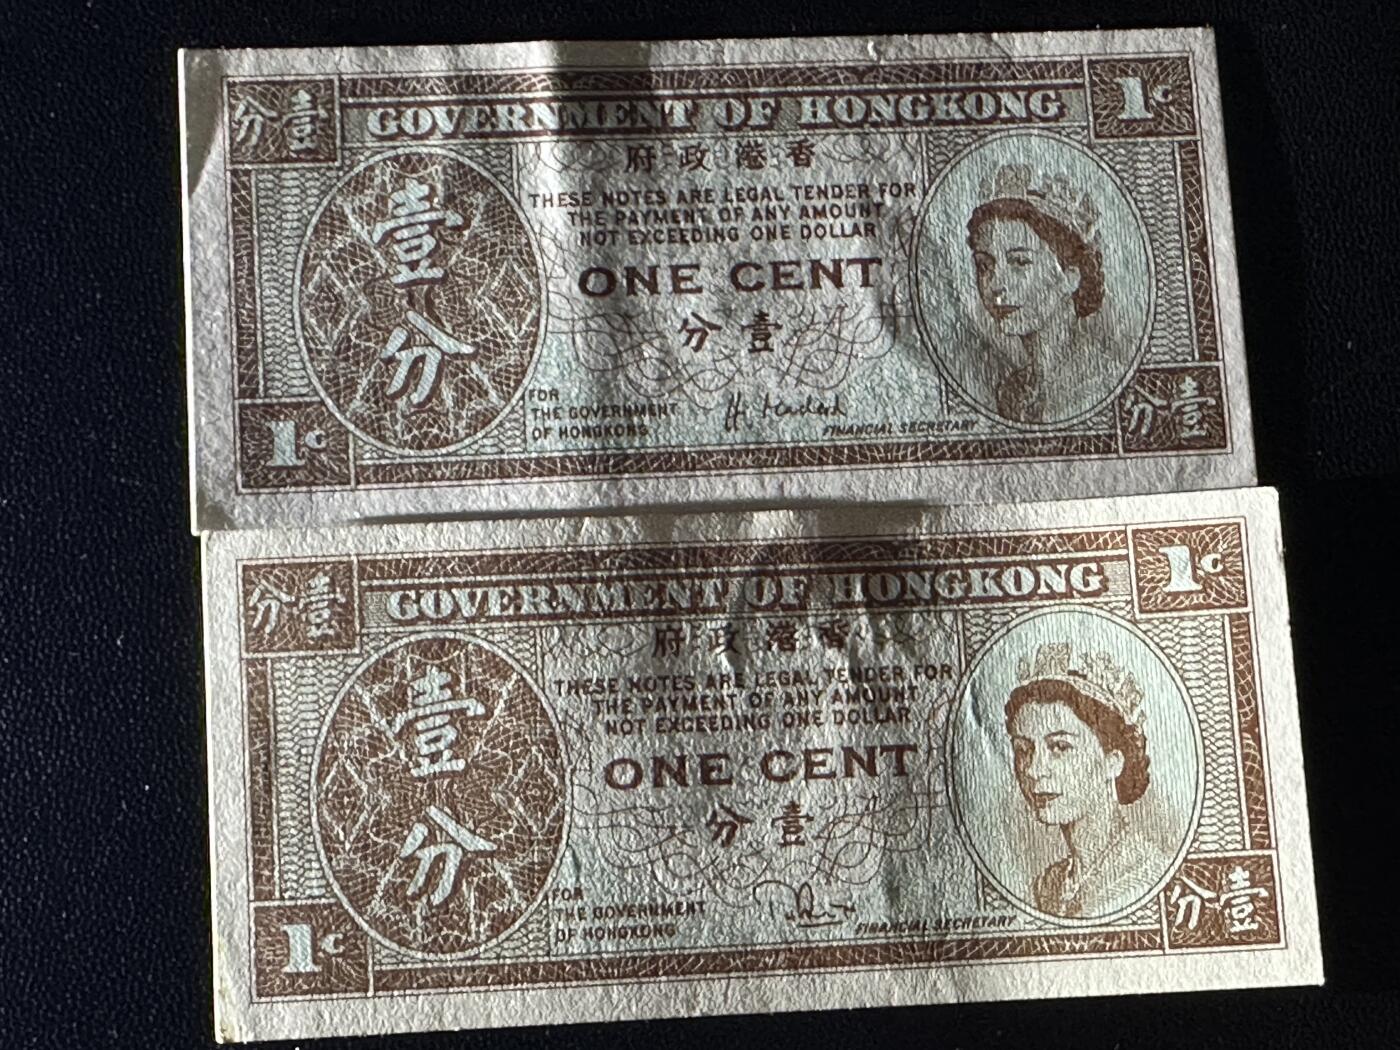 分壹
GOVERNMENT OF HONGKONG
1c
府政港香
THESE NOTES ARE LEGAL TENDER FOR
THE PAYMENT OF ANY AMOUNT
NOT EXCEEDING ONE DOLLAR
壹分
ONE CENT
分壹
FOR
THE GOVERNMENT
OF HONGKONG
FINANCIAL SECRETARY
1c
分壹
分壹
GOVERNMENT OF HONGKONG
1c
府政港香
THESE NOTES ARE LEGAL TENDER FOR
THE PAYMENT OF ANY AMOUNT
NOT EXCEEDING ONE DOLLAR
壹分
ONE CENT
分壹
FOR
THE GOVERNMENT
OF HONGKONG
FINANCIAL SECRETARY
1c
分壹